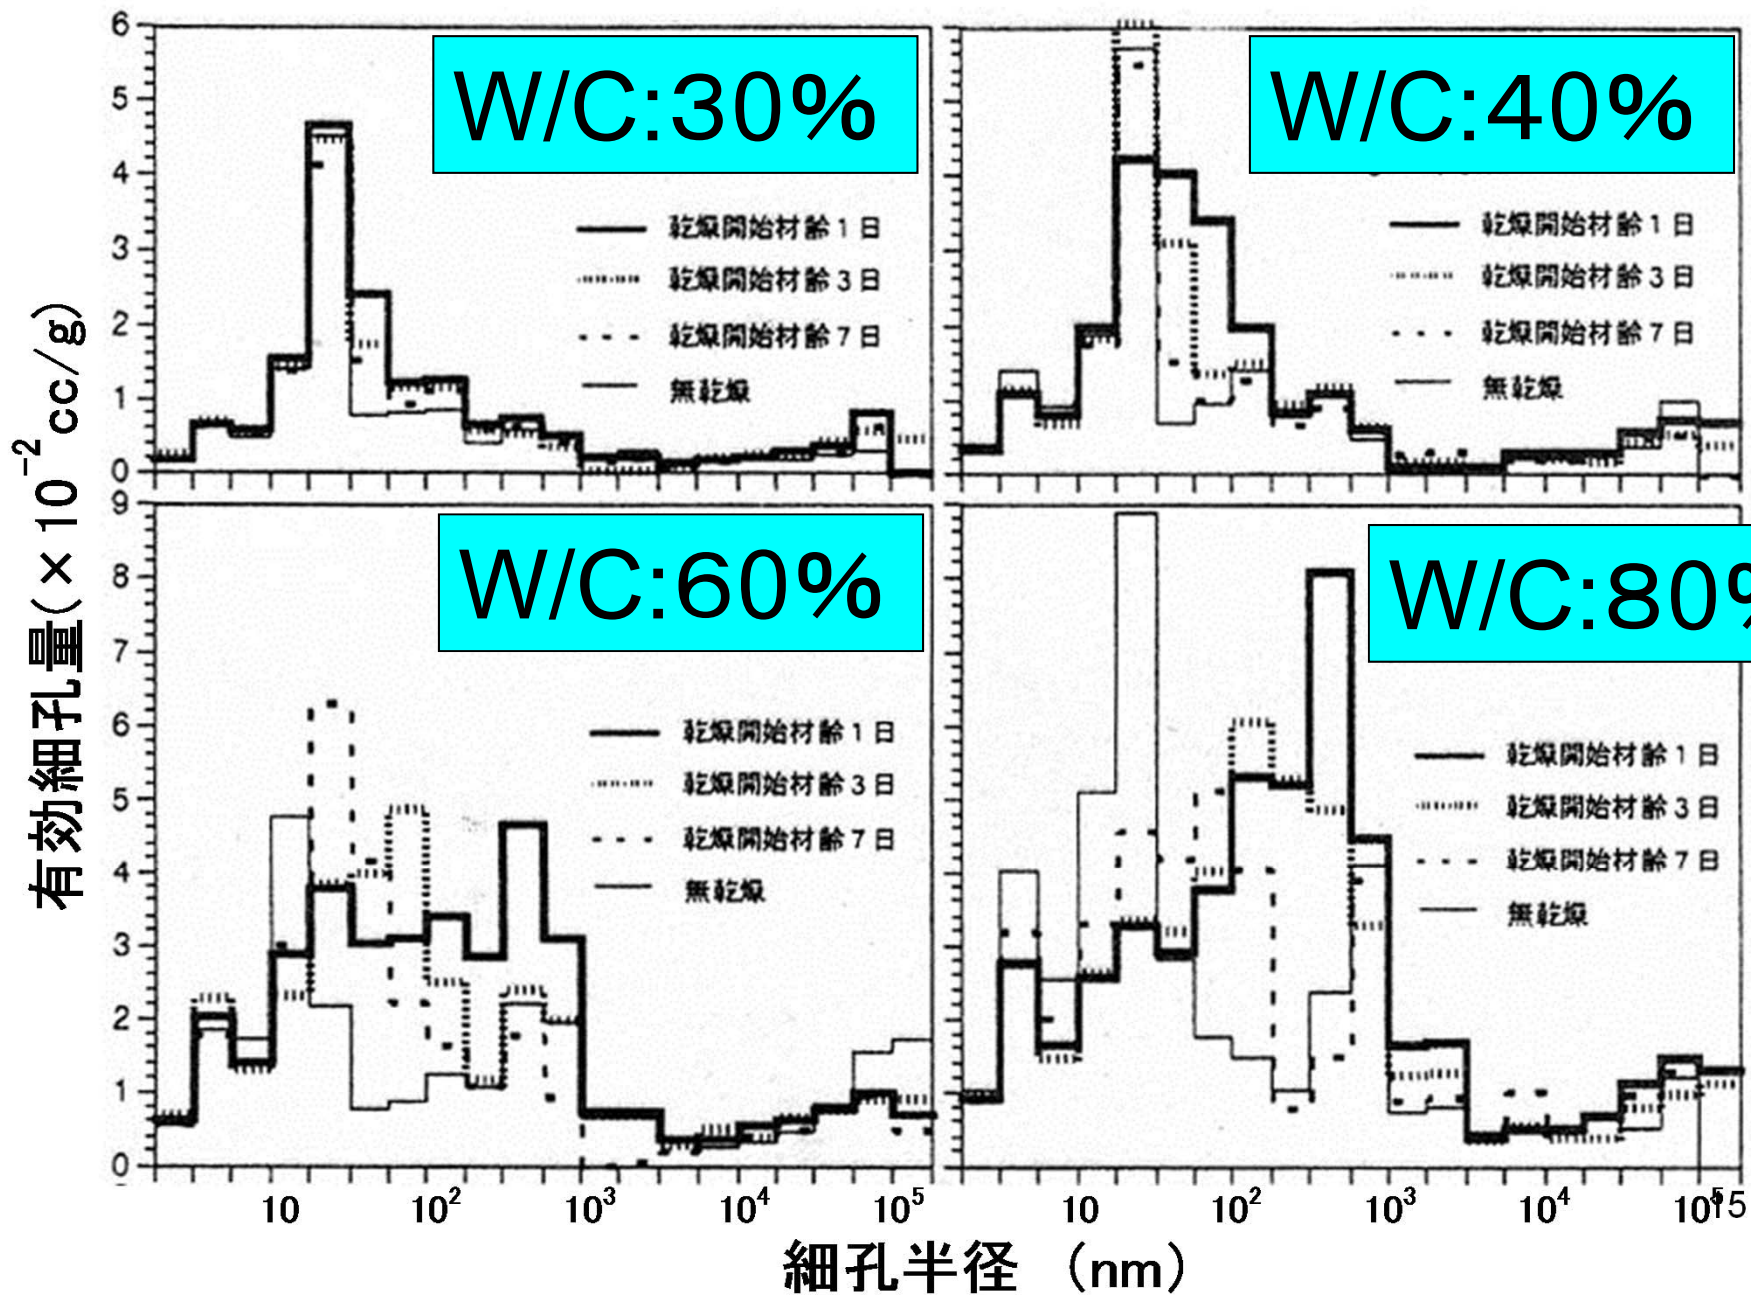 W/C:30%
乾燥開始材齢1日
乾燥開始材齢3日
乾燥開始材齢7日
無乾燥
W/C:40%
乾燥開始材齢1日
乾燥開始材齢3日
乾燥開始材齢7日
無乾燥
6
5
4
3
2
1
0
W/C:60%
乾燥開始材齢1日
乾燥開始材齢3日
乾燥開始材齢7日
無乾燥
W/C:80%
乾燥開始材齢1日
乾燥開始材齢3日
乾燥開始材齢7日
無乾燥
9
8
7
6
5
4
3
2
1
0
有効細孔量(×10⁻² cc/g)
10 10² 10³ 10⁴ 10⁵
10 10² 10³ 10⁴ 10⁵
15
細孔半径 (nm)